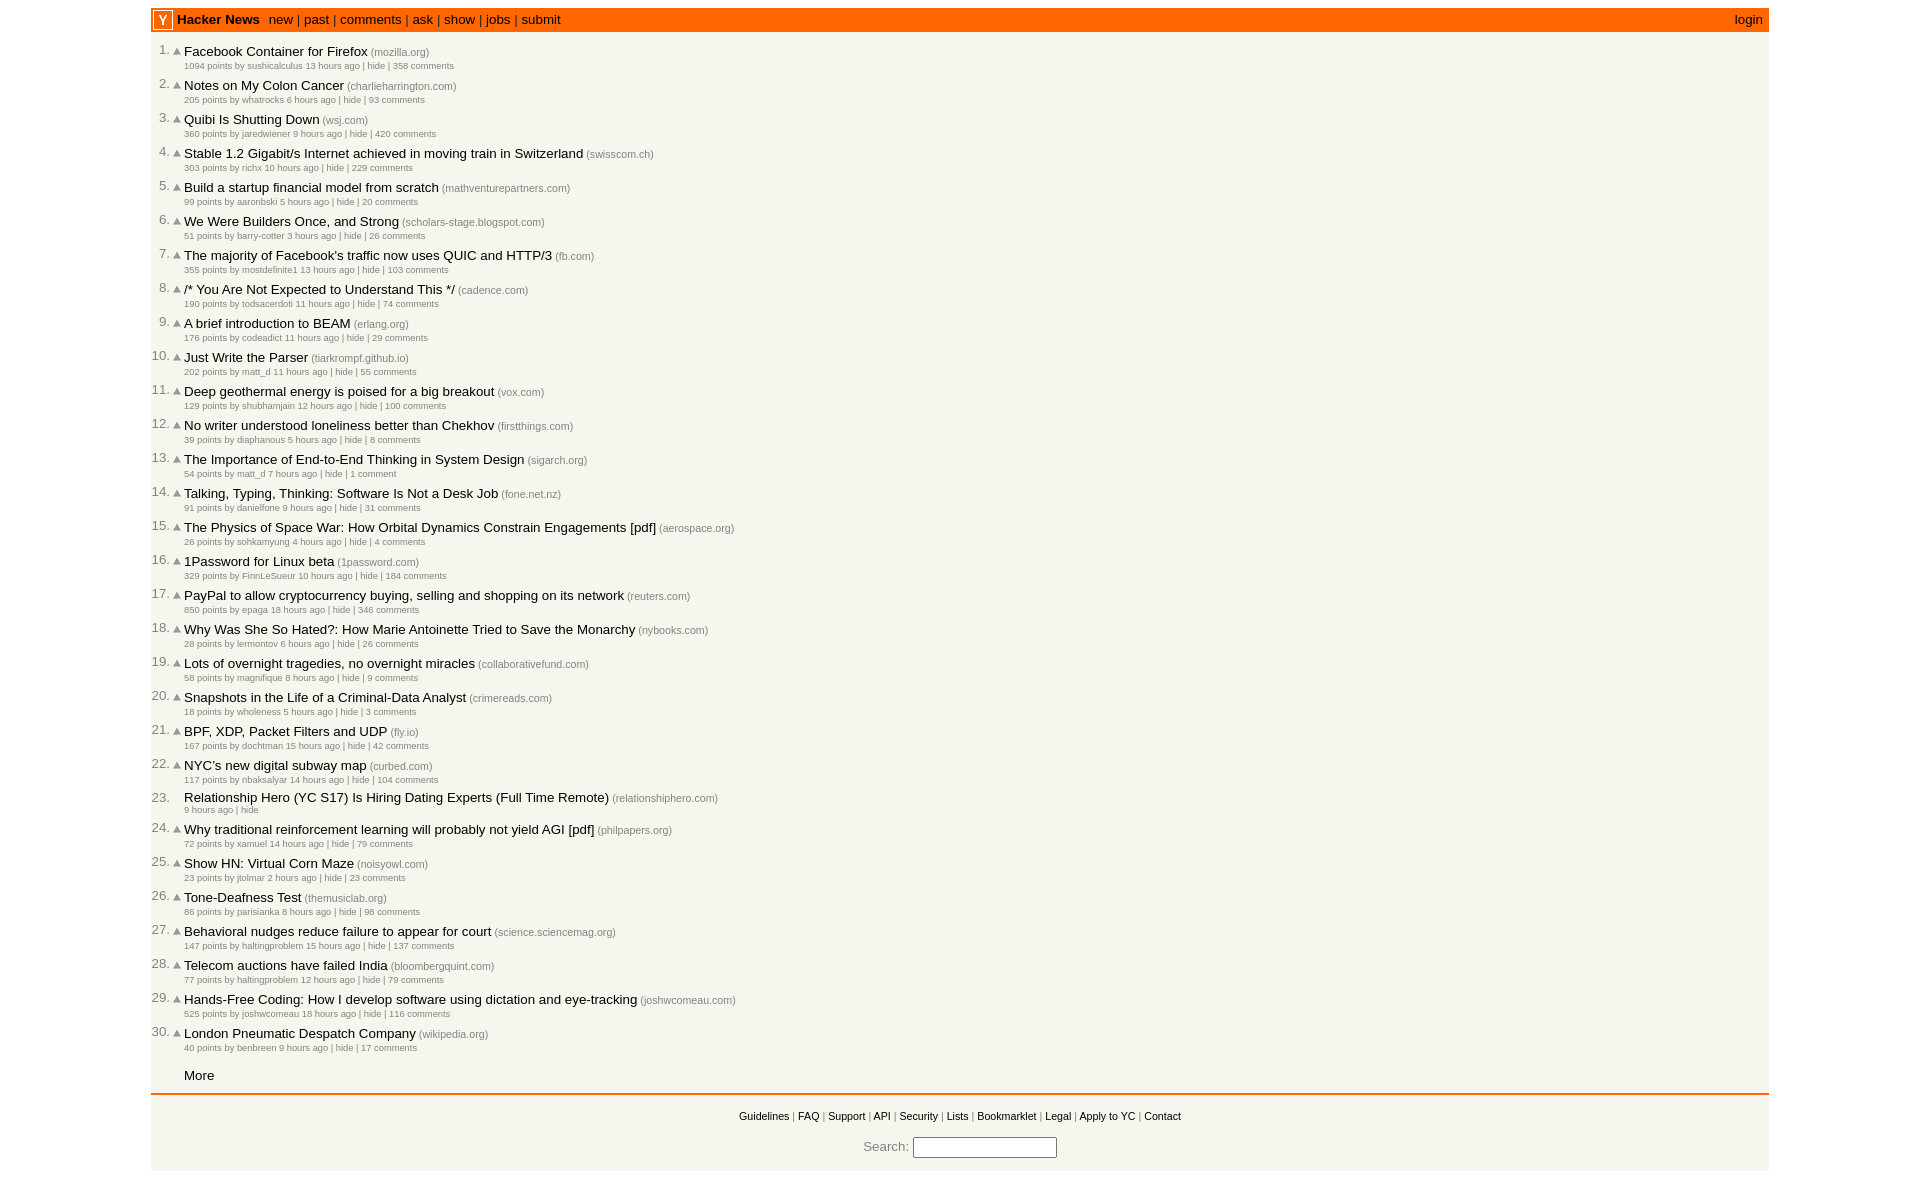 Y Hacker News new | past | comments | ask | show | jobs | submit login
1. Facebook Container for Firefox (mozilla.org)
1094 points by sushicalculus 13 hours ago | hide | 358 comments
2. Notes on My Colon Cancer (charlieharrington.com)
205 points by whatrocks 6 hours ago | hide | 93 comments
3. Quibi Is Shutting Down (wsj.com)
360 points by jaredwiener 9 hours ago | hide | 420 comments
4. Stable 1.2 Gigabit/s Internet achieved in moving train in Switzerland (swisscom.ch)
303 points by richx 10 hours ago | hide | 229 comments
5. Build a startup financial model from scratch (mathventurepartners.com)
99 points by aaronbski 5 hours ago | hide | 20 comments
6. We Were Builders Once, and Strong (scholars-stage.blogspot.com)
51 points by barry-cotter 3 hours ago | hide | 26 comments
7. The majority of Facebook's traffic now uses QUIC and HTTP/3 (fb.com)
355 points by mostdefinite1 13 hours ago | hide | 103 comments
8. /* You Are Not Expected to Understand This */ (cadence.com)
190 points by todsacerdoti 11 hours ago | hide | 74 comments
9. A brief introduction to BEAM (erlang.org)
176 points by codeadict 11 hours ago | hide | 29 comments
10. Just Write the Parser (tiarkrompf.github.io)
202 points by matt_d 11 hours ago | hide | 55 comments
11. Deep geothermal energy is poised for a big breakout (vox.com)
129 points by shubhamjain 12 hours ago | hide | 100 comments
12. No writer understood loneliness better than Chekhov (firstthings.com)
39 points by diaphanous 5 hours ago | hide | 8 comments
13. The Importance of End-to-End Thinking in System Design (sigarch.org)
54 points by matt_d 7 hours ago | hide | 1 comment
14. Talking, Typing, Thinking: Software Is Not a Desk Job (fone.net.nz)
91 points by danielfone 9 hours ago | hide | 31 comments
15. The Physics of Space War: How Orbital Dynamics Constrain Engagements [pdf] (aerospace.org)
26 points by sohkamyung 4 hours ago | hide | 4 comments
16. 1Password for Linux beta (1password.com)
329 points by FinnLeSueur 10 hours ago | hide | 184 comments
17. PayPal to allow cryptocurrency buying, selling and shopping on its network (reuters.com)
850 points by epaga 18 hours ago | hide | 346 comments
18. Why Was She So Hated?: How Marie Antoinette Tried to Save the Monarchy (nybooks.com)
28 points by lermontov 6 hours ago | hide | 26 comments
19. Lots of overnight tragedies, no overnight miracles (collaborativefund.com)
58 points by magnifique 8 hours ago | hide | 9 comments
20. Snapshots in the Life of a Criminal-Data Analyst (crimereads.com)
18 points by wholeness 5 hours ago | hide | 3 comments
21. BPF, XDP, Packet Filters and UDP (fly.io)
167 points by dochtman 15 hours ago | hide | 42 comments
22. NYC's new digital subway map (curbed.com)
117 points by nbaksalyar 14 hours ago | hide | 104 comments
23. Relationship Hero (YC S17) Is Hiring Dating Experts (Full Time Remote) (relationshiphero.com)
9 hours ago | hide
24. Why traditional reinforcement learning will probably not yield AGI [pdf] (philpapers.org)
72 points by xamuel 14 hours ago | hide | 79 comments
25. Show HN: Virtual Corn Maze (noisyowl.com)
23 points by jtolmar 2 hours ago | hide | 23 comments
26. Tone-Deafness Test (themusiclab.org)
86 points by parisianka 8 hours ago | hide | 98 comments
27. Behavioral nudges reduce failure to appear for court (science.sciencemag.org)
147 points by haltingproblem 15 hours ago | hide | 137 comments
28. Telecom auctions have failed India (bloombergquint.com)
77 points by haltingproblem 12 hours ago | hide | 79 comments
29. Hands-Free Coding: How I develop software using dictation and eye-tracking (joshwcomeau.com)
525 points by joshwcomeau 18 hours ago | hide | 116 comments
30. London Pneumatic Despatch Company (wikipedia.org)
40 points by benbreen 9 hours ago | hide | 17 comments
More
Guidelines | FAQ | Support | API | Security | Lists | Bookmarklet | Legal | Apply to YC | Contact
Search: